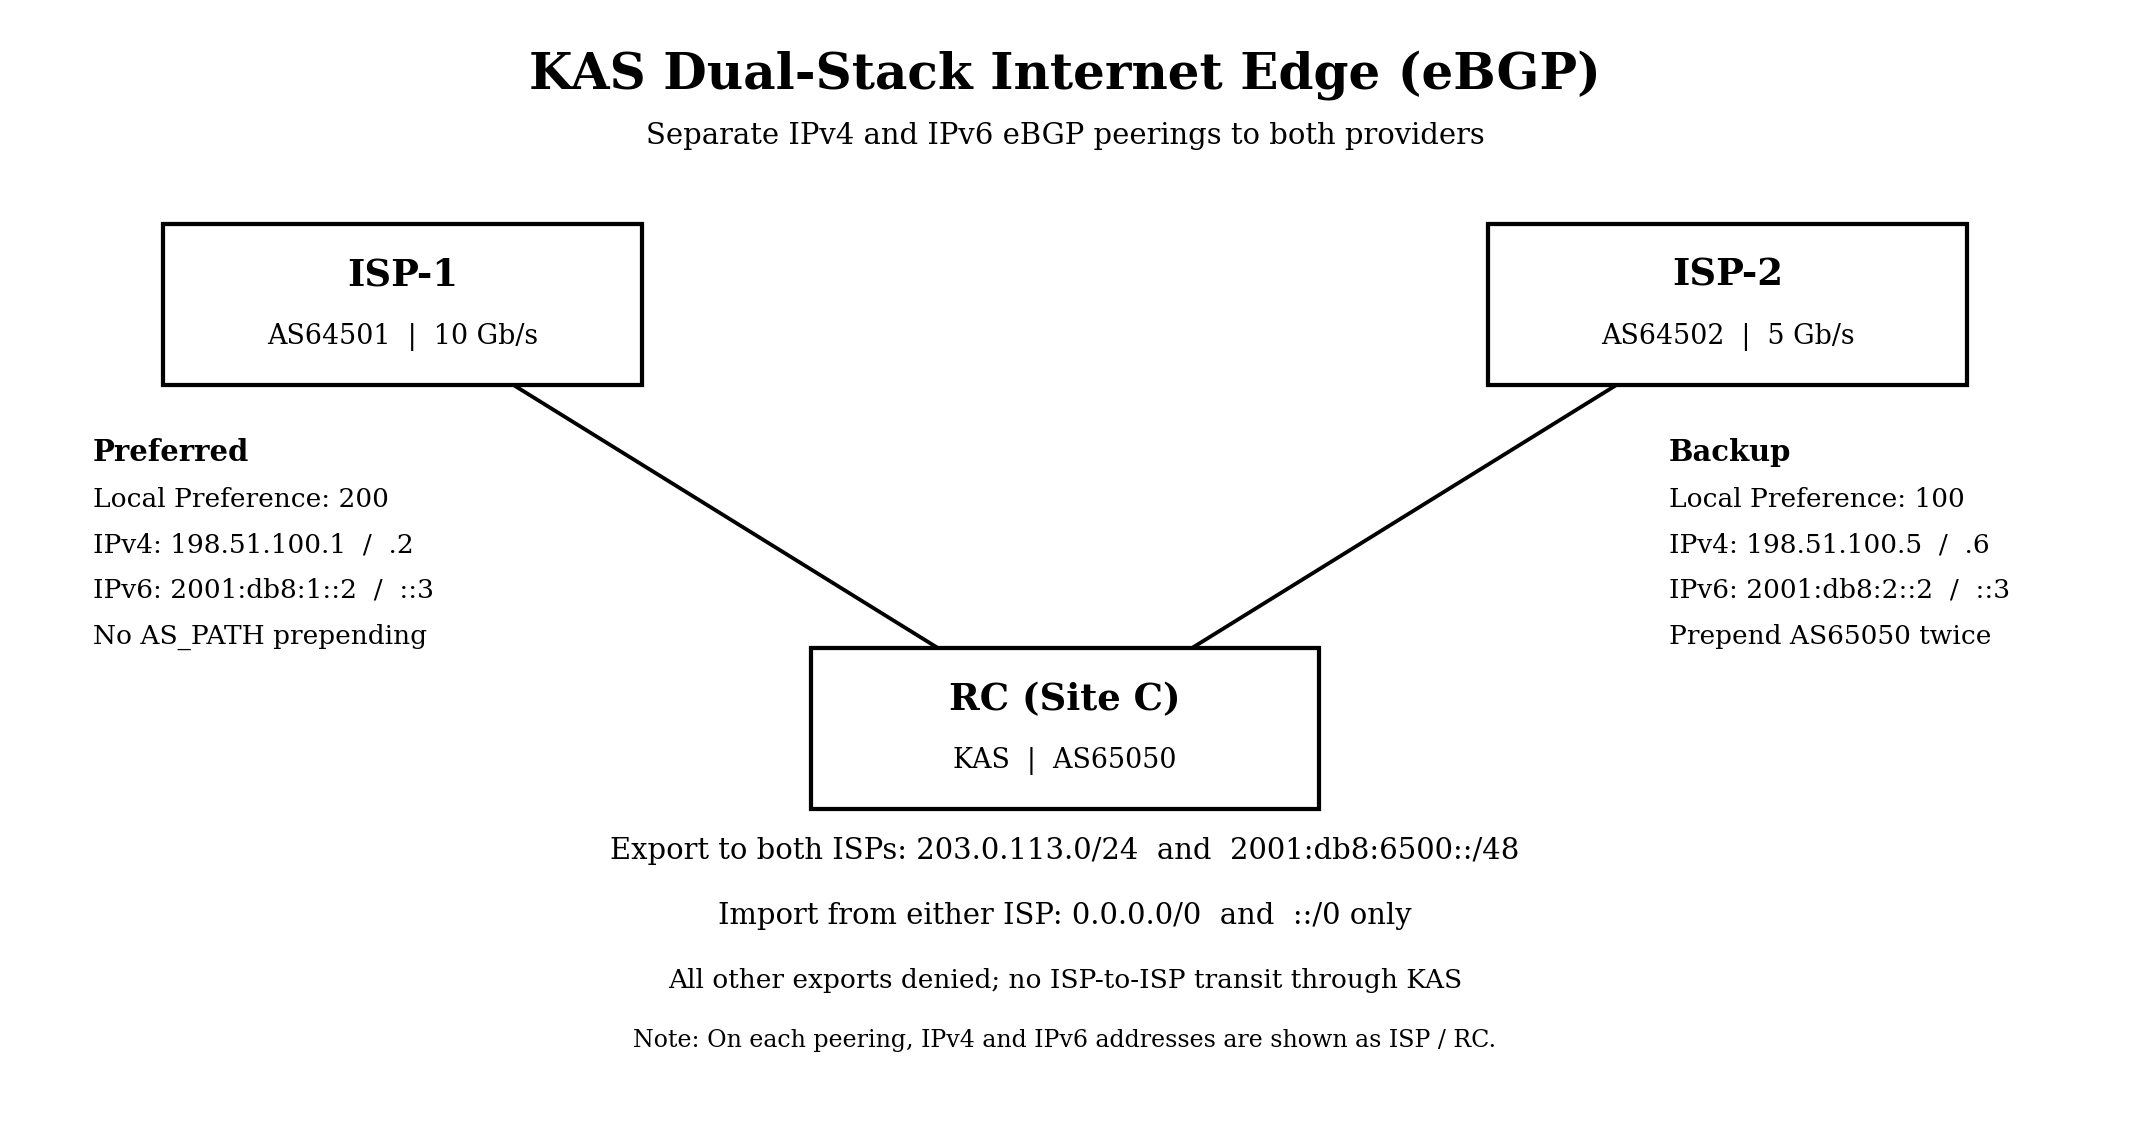 KAS Dual-Stack Internet Edge (eBGP)
Separate IPv4 and IPv6 eBGP peerings to both providers
ISP-1
AS64501 | 10 Gb/s
ISP-2
AS64502 | 5 Gb/s
Preferred
Local Preference: 200
IPv4: 198.51.100.1 / .2
IPv6: 2001:db8:1::2 / ::3
No AS_PATH prepending
Backup
Local Preference: 100
IPv4: 198.51.100.5 / .6
IPv6: 2001:db8:2::2 / ::3
Prepend AS65050 twice
RC (Site C)
KAS | AS65050
Export to both ISPs: 203.0.113.0/24 and 2001:db8:6500::/48
Import from either ISP: 0.0.0.0/0 and ::/0 only
All other exports denied; no ISP-to-ISP transit through KAS
Note: On each peering, IPv4 and IPv6 addresses are shown as ISP / RC.